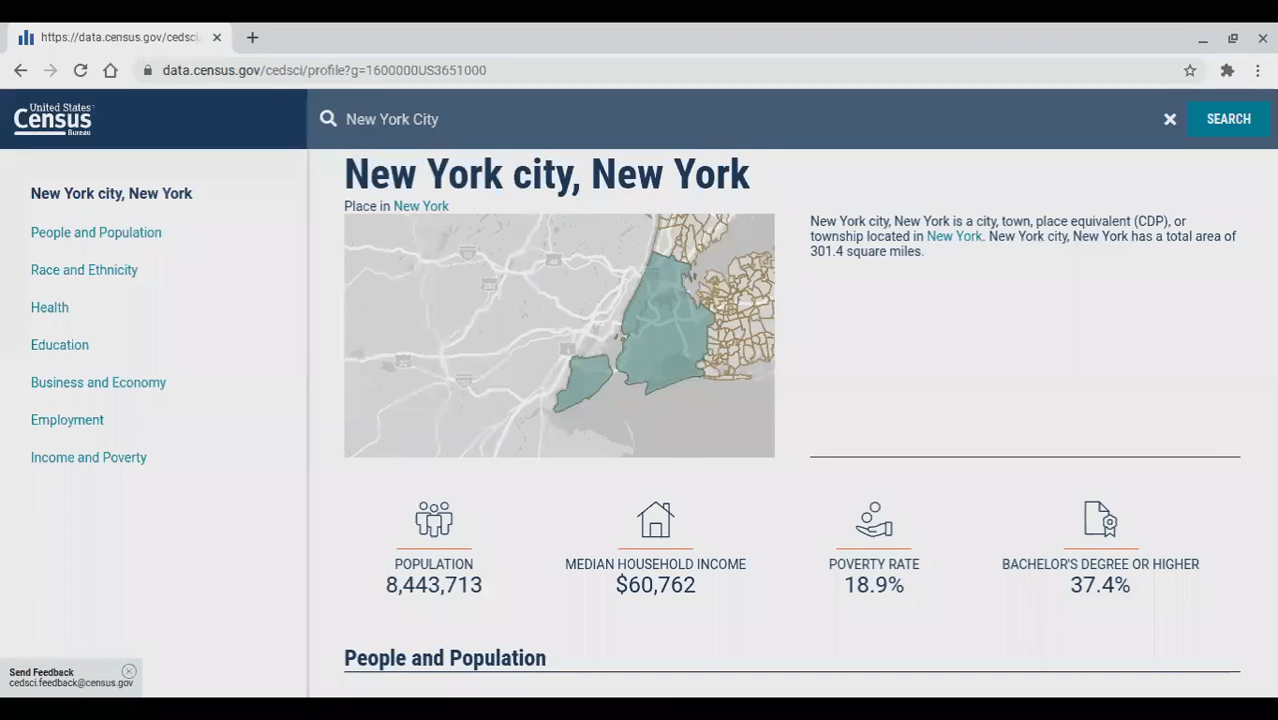 https://data.census.gov/cedsci
data.census.gov/cedsci/profile?g=1600000US3651000
United States
Census
Bureau
New York City
SEARCH
New York city, New York
People and Population
Race and Ethnicity
Health
Education
Business and Economy
Employment
Income and Poverty
Send Feedback
cedsci.feedback@census.gov
New York city, New York
Place in New York
New York city, New York is a city, town, place equivalent (CDP), or
township located in New York. New York city, New York has a total area of
301.4 square miles.
POPULATION
8,443,713
MEDIAN HOUSEHOLD INCOME
$60,762
POVERTY RATE
18.9%
BACHELOR'S DEGREE OR HIGHER
37.4%
People and Population